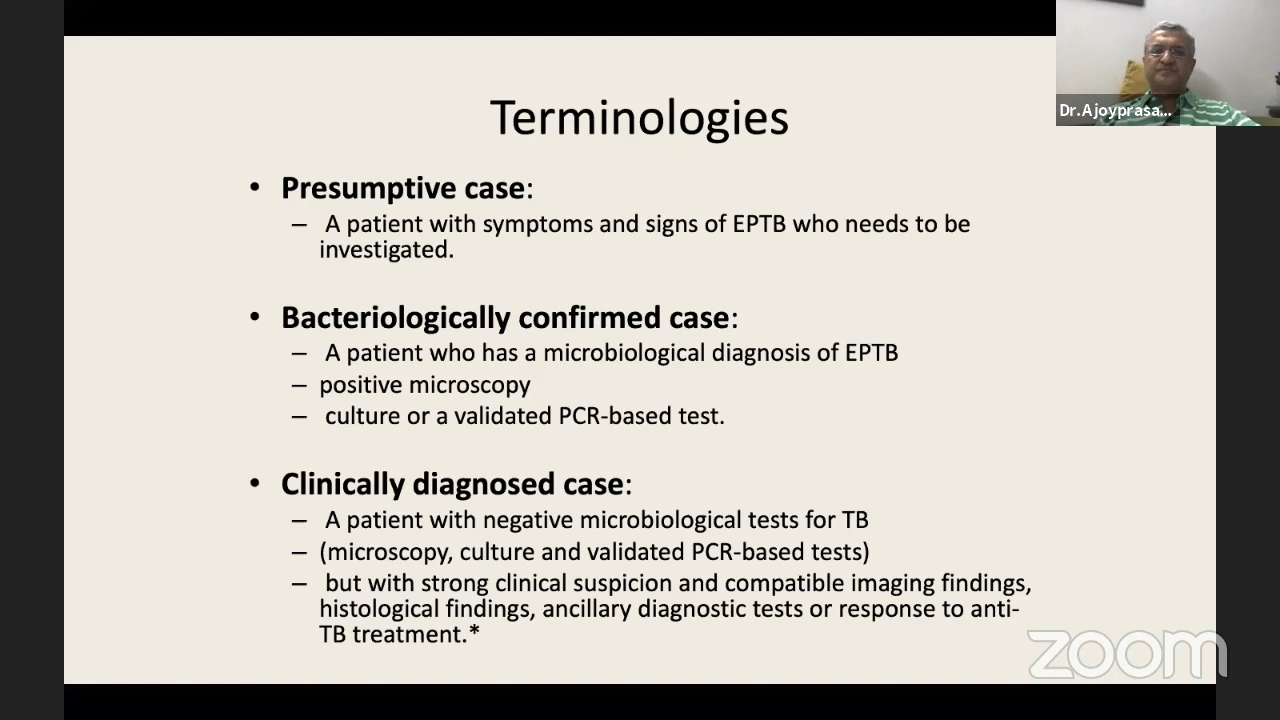 Terminologies
• Presumptive case:
– A patient with symptoms and signs of EPTB who needs to be
investigated.
• Bacteriologically confirmed case:
– A patient who has a microbiological diagnosis of EPTB
– positive microscopy
– culture or a validated PCR-based test.
• Clinically diagnosed case:
– A patient with negative microbiological tests for TB
– (microscopy, culture and validated PCR-based tests)
– but with strong clinical suspicion and compatible imaging findings,
histological findings, ancillary diagnostic tests or response to anti-
TB treatment.*
Dr.Ajoyprasa...
zoom